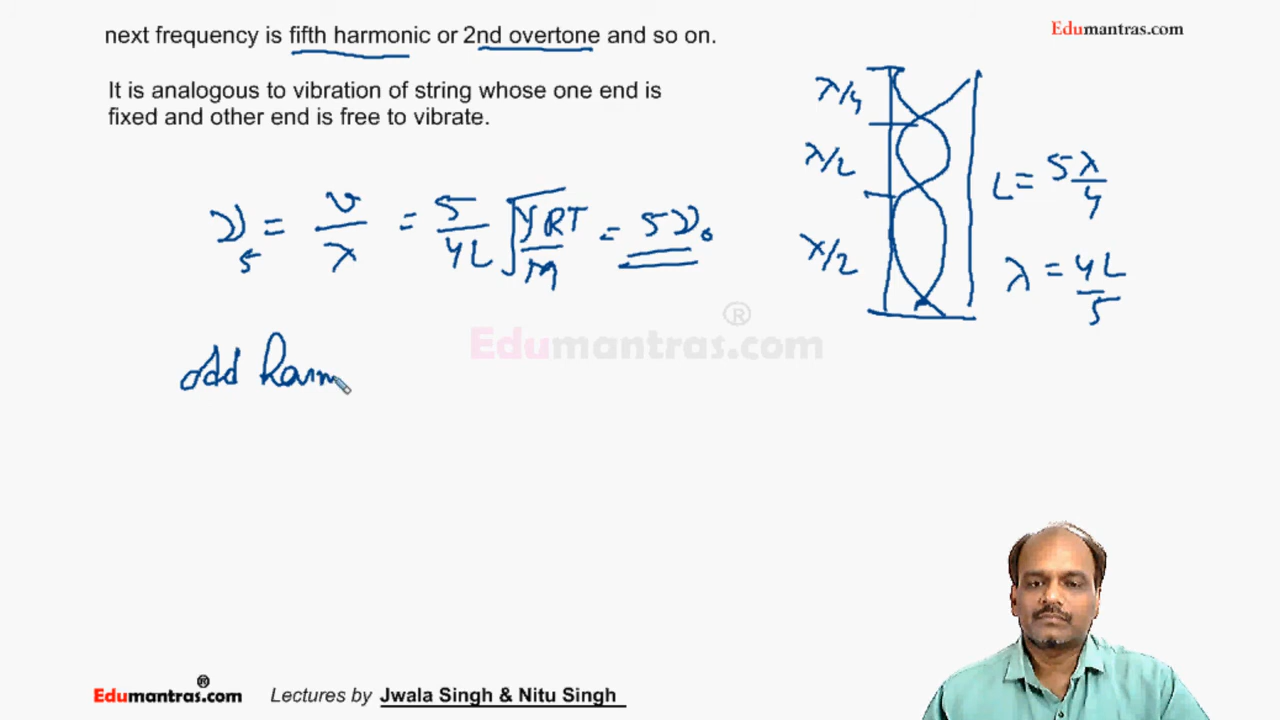 next frequency is fifth harmonic or 2nd overtone and so on.
Edumantras.com
It is analogous to vibration of string whose one end is
fixed and other end is free to vibrate.
λ/4
λ/2
λ/2
L = 5λ/4
λ = 4L/5
ν₅ = v/λ = 5/4L √γRT/M = 5ν₀
Edumantras.com ®
odd harm
Edumantras.com ®
Lectures by Jwala Singh & Nitu Singh